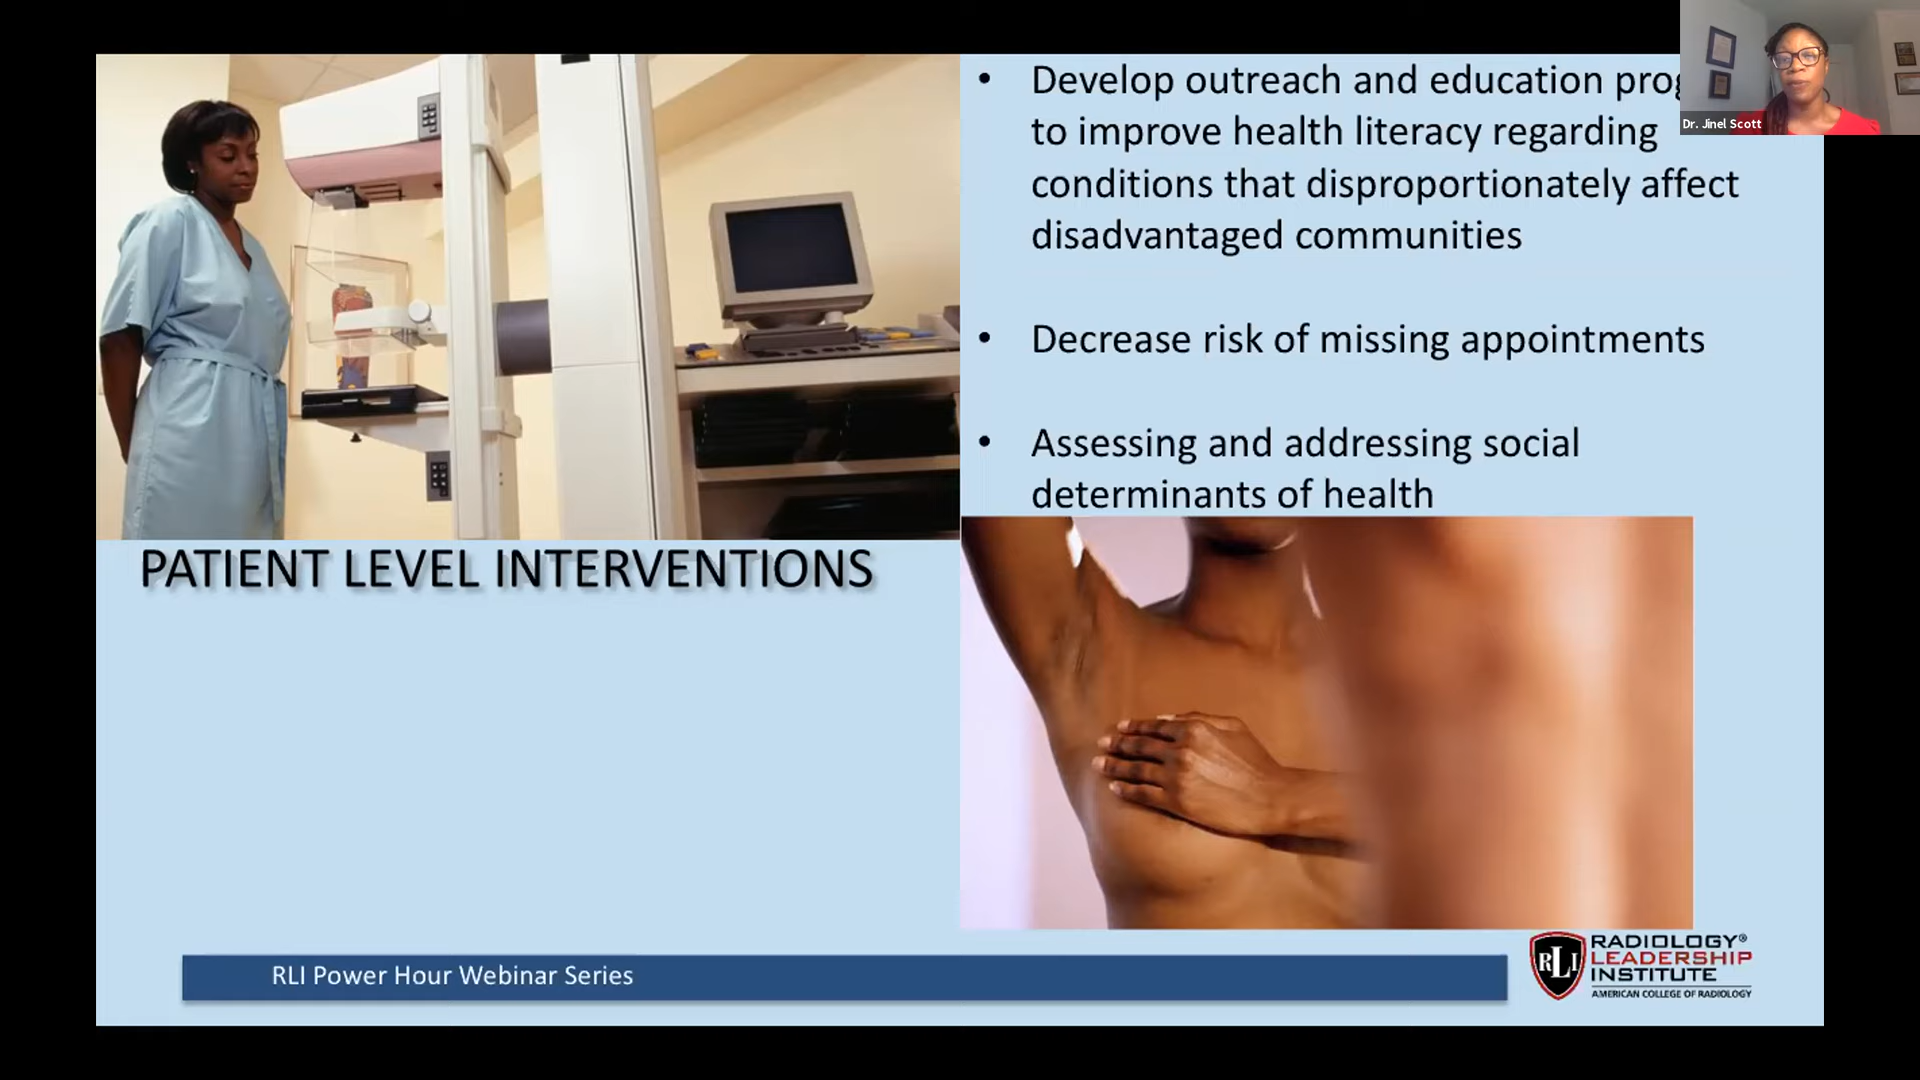 • Develop outreach and education
to improve health literacy regarding
conditions that disproportionately affect
disadvantaged communities
• Decrease risk of missing appointments
• Assessing and addressing social
determinants of health
Dr. Jinel Scott
PATIENT LEVEL INTERVENTIONS
RLI Power Hour Webinar Series
RLI
RADIOLOGY®
LEADERSHIP
INSTITUTE
AMERICAN COLLEGE OF RADIOLOGY